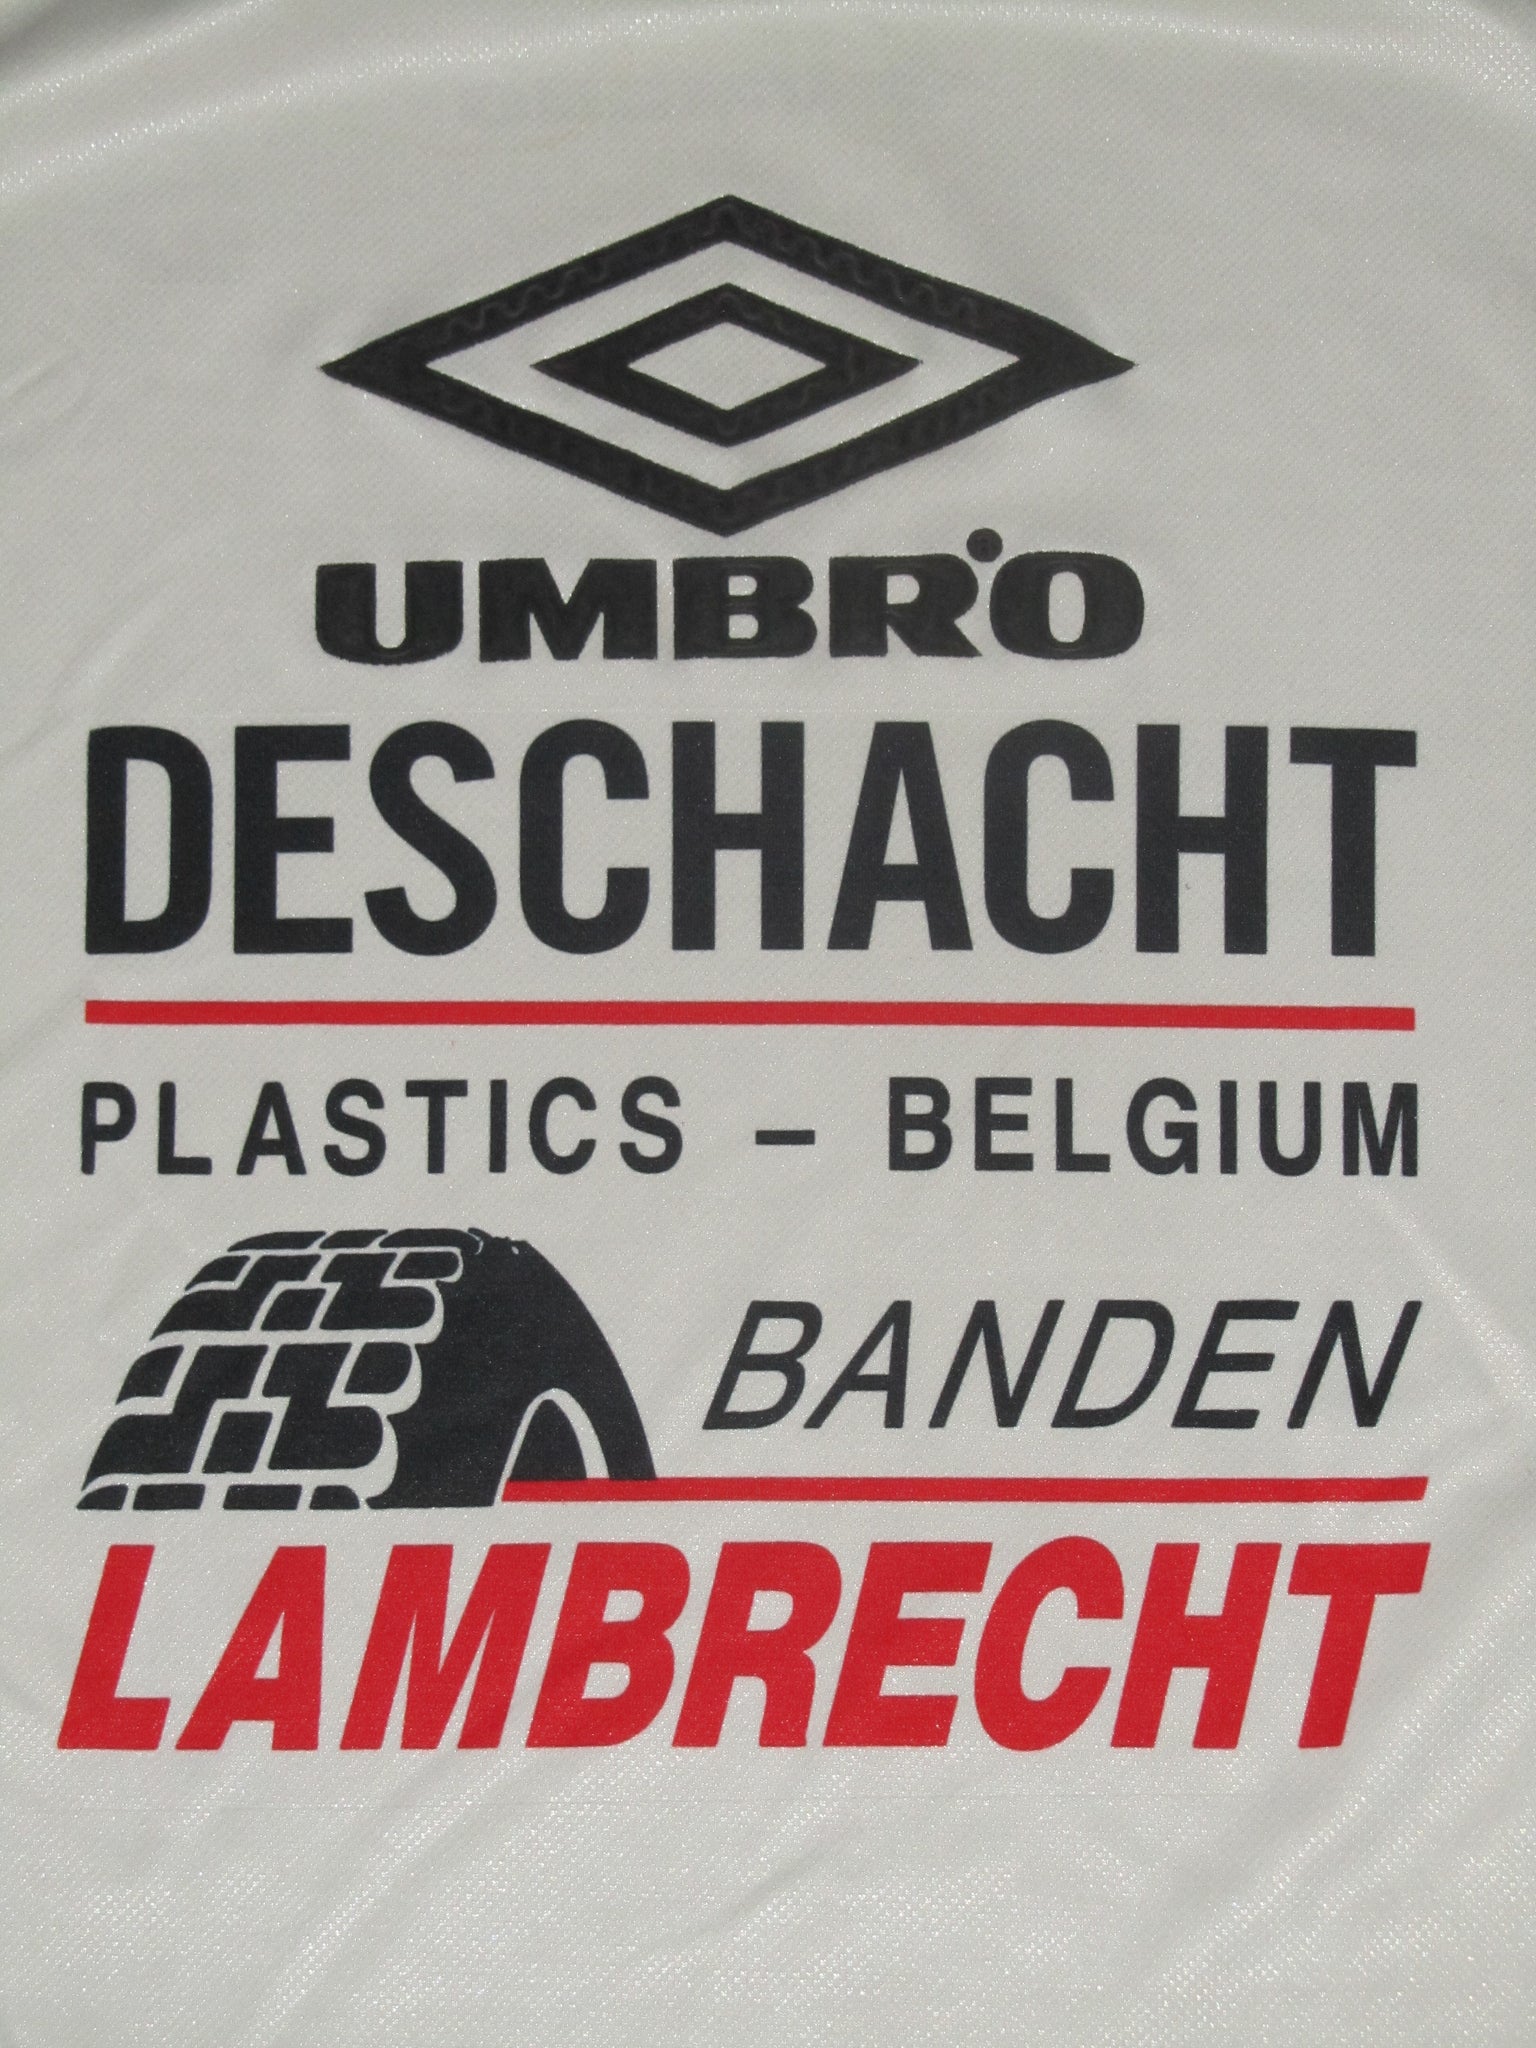 UMBRO
DESCHACHT
PLASTICS – BELGIUM
BANDEN
LAMBRECHT